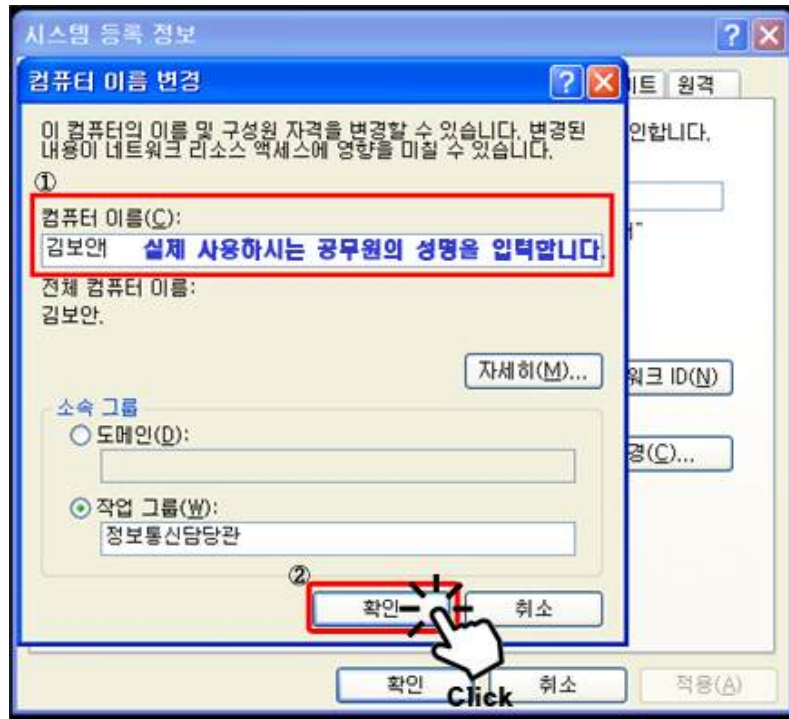 시스템 등록 정보
컴퓨터 이름 변경
이트 원격
이 컴퓨터의 이름 및 구성원 자격을 변경할 수 있습니다. 변경된
내용이 네트워크 리소스 액세스에 영향을 미칠 수 있습니다.
인합니다.
①
컴퓨터 이름(C):
김보안 실제 사용하시는 공무원의 성명을 입력합니다.
전체 컴퓨터 이름:
김보안.
자세히(M)...
워크 ID(N)
소속 그룹
도메인(D):
경(C)...
작업 그룹(W):
정보통신담당관
②
확인 취소
확인 취소 적용(A)
Click